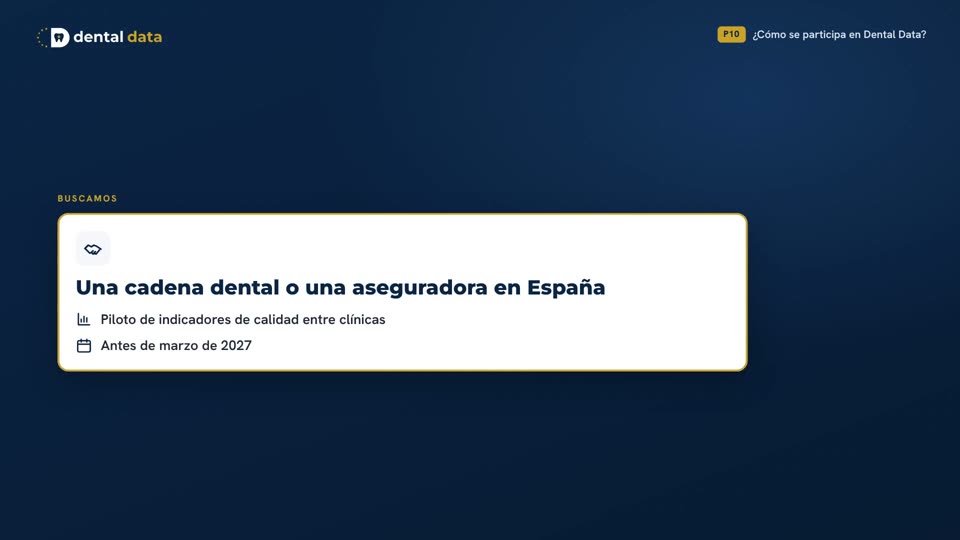 dental data
P10 ¿Cómo se participa en Dental Data?
BUSCAMOS
Una cadena dental o una aseguradora en España
Piloto de indicadores de calidad entre clínicas
Antes de marzo de 2027